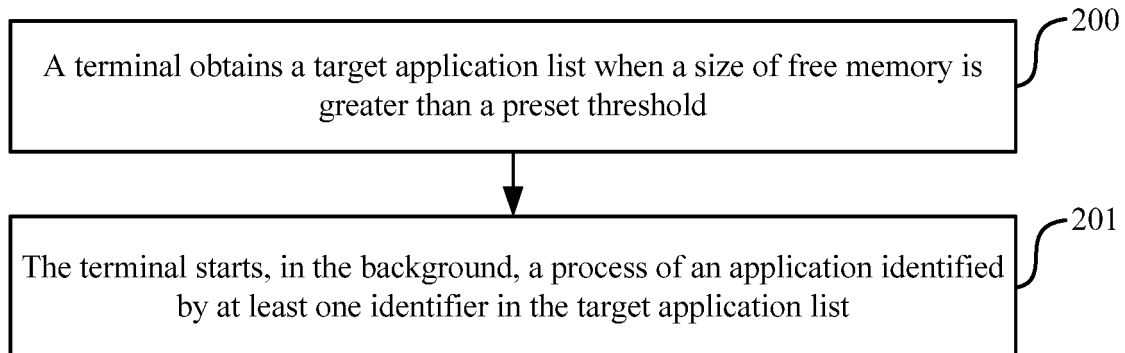 200
A terminal obtains a target application list when a size of free memory is
greater than a preset threshold
201
The terminal starts, in the background, a process of an application identified
by at least one identifier in the target application list